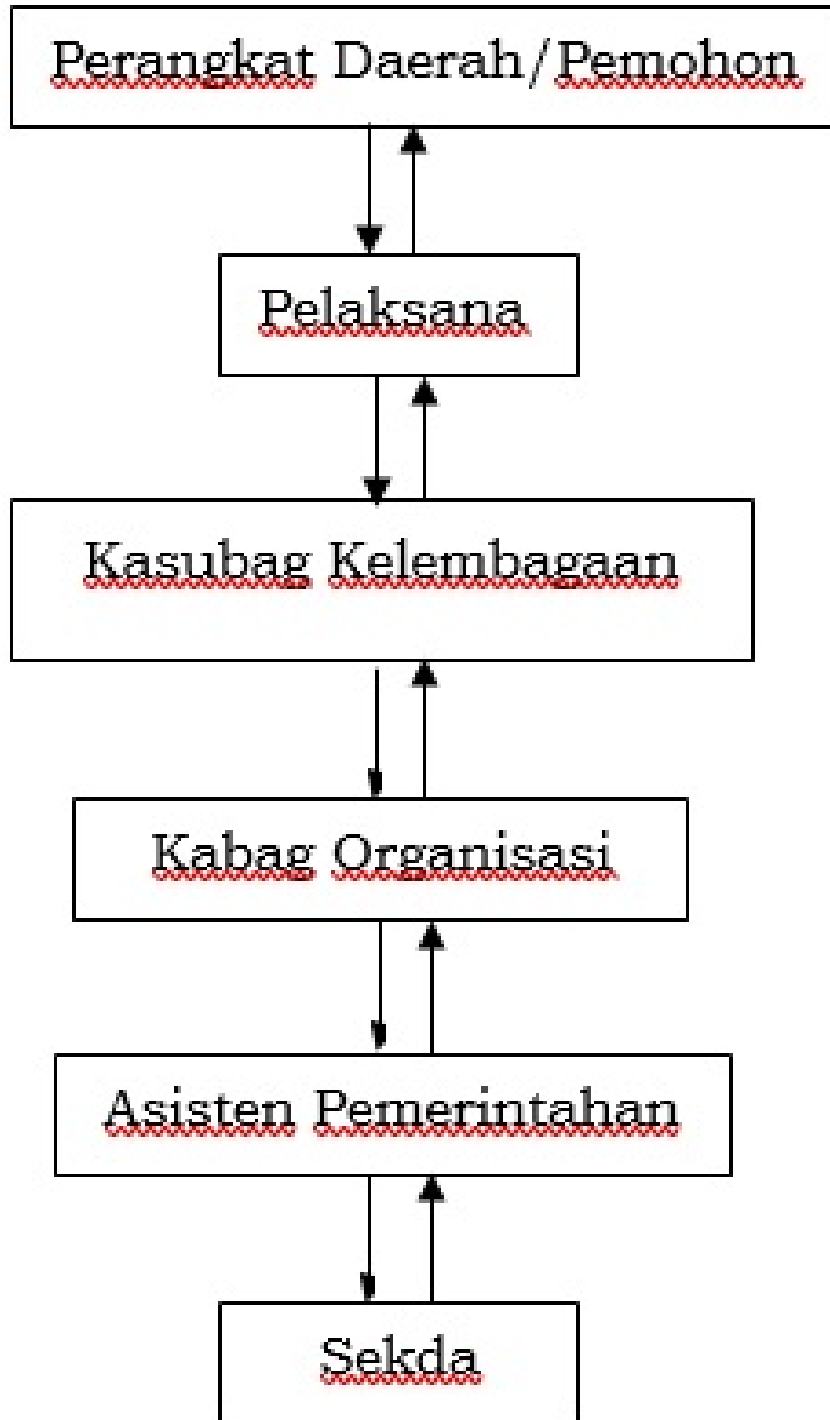 Perangkat Daerah/Pemohon
Pelaksana
Kasubag Kelembagaan
Kabag Organisasi
Asisten Pemerintahan
Sekda